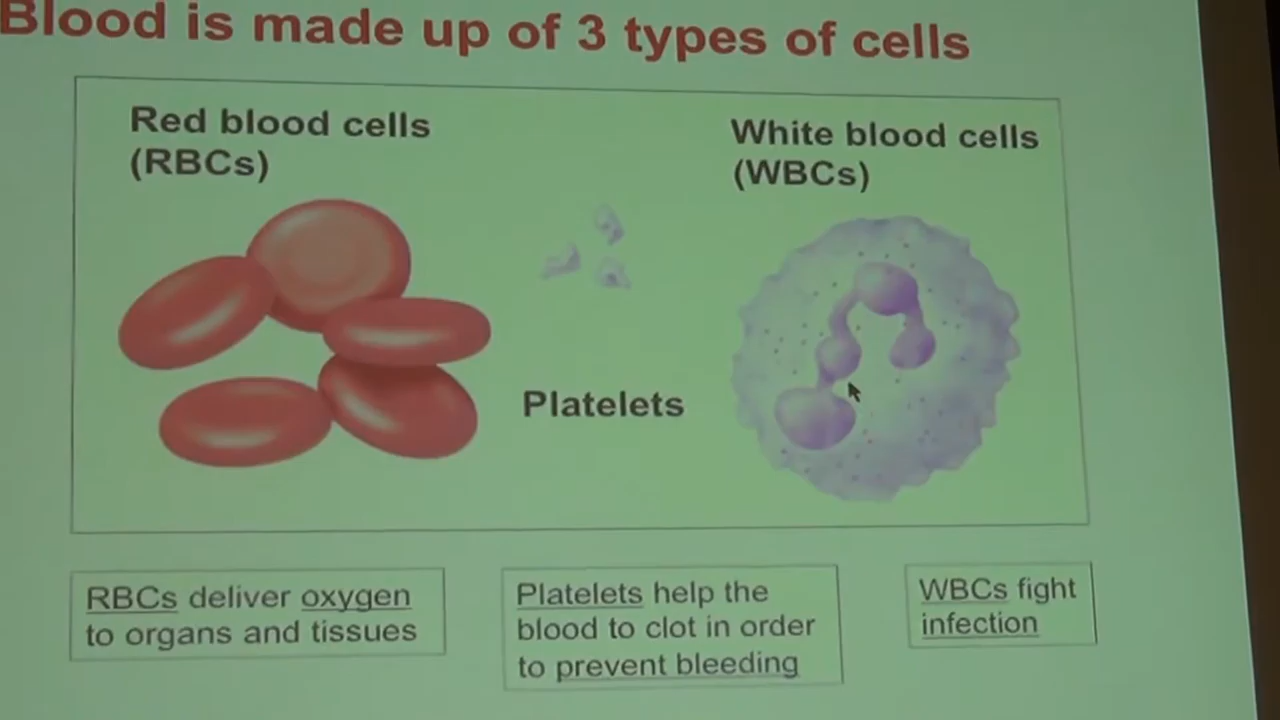 Blood is made up of 3 types of cells
Red blood cells
(RBCs)
White blood cells
(WBCs)
Platelets
RBCs deliver oxygen
to organs and tissues
Platelets help the
blood to clot in order
to prevent bleeding
WBCs fight
infection